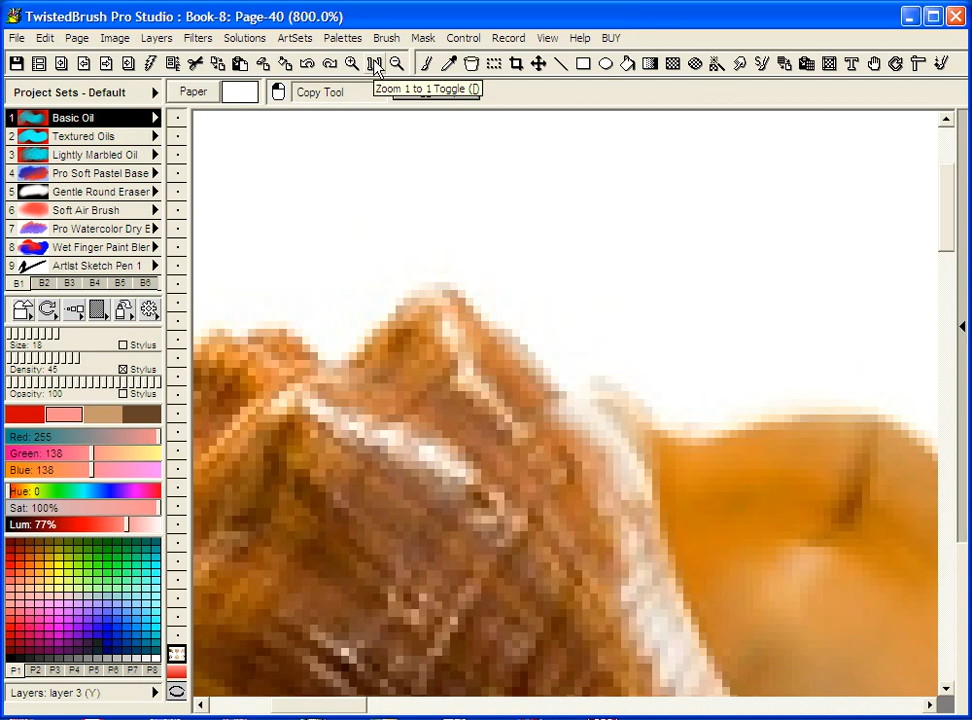 TwistedBrush Pro Studio : Book-8: Page-40 (800.0%)
File Edit Page Image Layers Filters Solutions ArtSets Palettes Brush Mask Control Record View Help BUY
Project Sets - Default
Paper
Copy Tool
Zoom 1 to 1 Toggle (])
1 Basic Oil
2 Textured Oils
3 Lightly Marbled Oil
4 Pro Soft Pastel Base
5 Gentle Round Eraser
6 Soft Air Brush
7 Pro Watercolor Dry E
8 Wet Finger Paint Bler
9 Artist Sketch Pen 1
B1 B2 B3 B4 B5 B6
Size: 18 Stylus
Density: 45 Stylus
Opacity: 100 Stylus
Red: 255
Green: 138
Blue: 138
Hue: 0
Sat: 100%
Lum: 77%
P1 P2 P3 P4 P5 P6 P7 P8
Layers: layer 3 (Y)